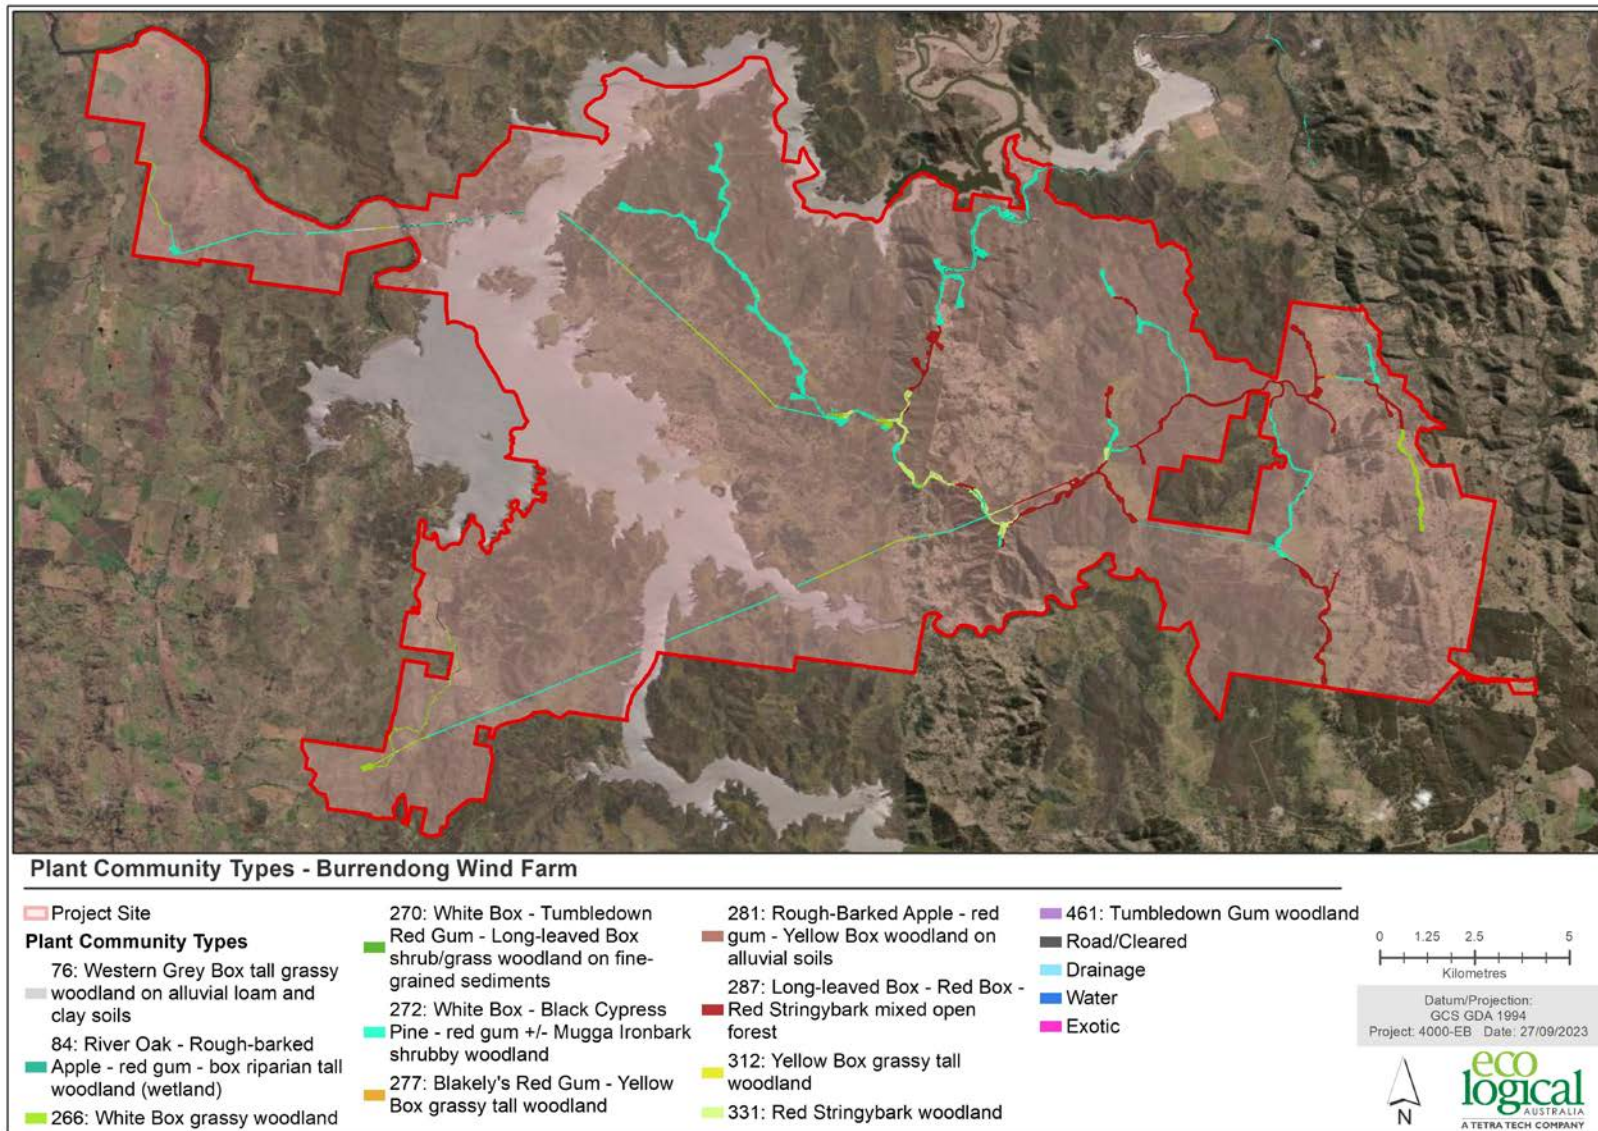 Plant Community Types - Burrendong Wind Farm
Project Site
Plant Community Types
76: Western Grey Box tall grassy
woodland on alluvial loam and
clay soils
84: River Oak - Rough-barked
Apple - red gum - box riparian tall
woodland (wetland)
266: White Box grassy woodland
270: White Box - Tumbledown
Red Gum - Long-leaved Box
shrub/grass woodland on fine-
grained sediments
272: White Box - Black Cypress
Pine - red gum +/- Mugga Ironbark
shrubby woodland
277: Blakely's Red Gum - Yellow
Box grassy tall woodland
281: Rough-Barked Apple - red
gum - Yellow Box woodland on
alluvial soils
287: Long-leaved Box - Red Box -
Red Stringybark mixed open
forest
312: Yellow Box grassy tall
woodland
331: Red Stringybark woodland
461: Tumbledown Gum woodland
Road/Cleared
Drainage
Water
Exotic
0 1.25 2.5 5
Kilometres
Datum/Projection:
GCS GDA 1994
Project: 4000-EB Date: 27/09/2023
N
eco
logical
AUSTRALIA
A TETRA TECH COMPANY